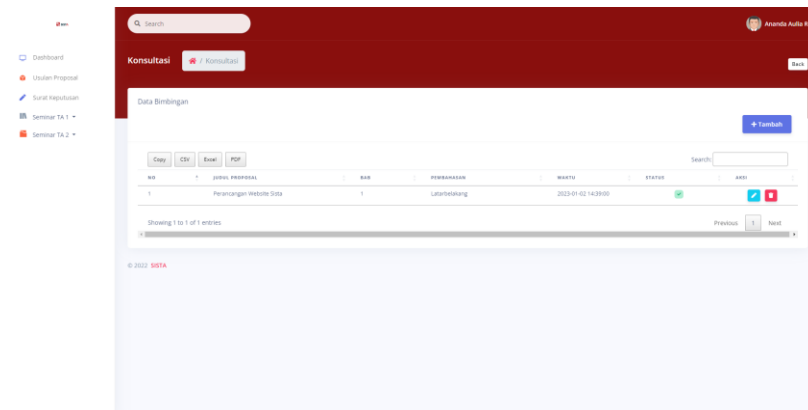 Search
Ananda Aulia R
Konsultasi
/ Konsultasi
Back
Dashboard
Usulan Proposal
Surat Keputusan
Seminar TA 1
Seminar TA 2
Data Bimbingan
+ Tambah
Copy CSV Excel PDF
Search:
NO JUDUL PROPOSAL BAB PEMBAHASAN WAKTU STATUS AKSI
1 Perancangan Website Sista 1 Latarbelakang 2023-01-02 14:39:00
Showing 1 to 1 of 1 entries
Previous 1 Next
© 2022 SISTA